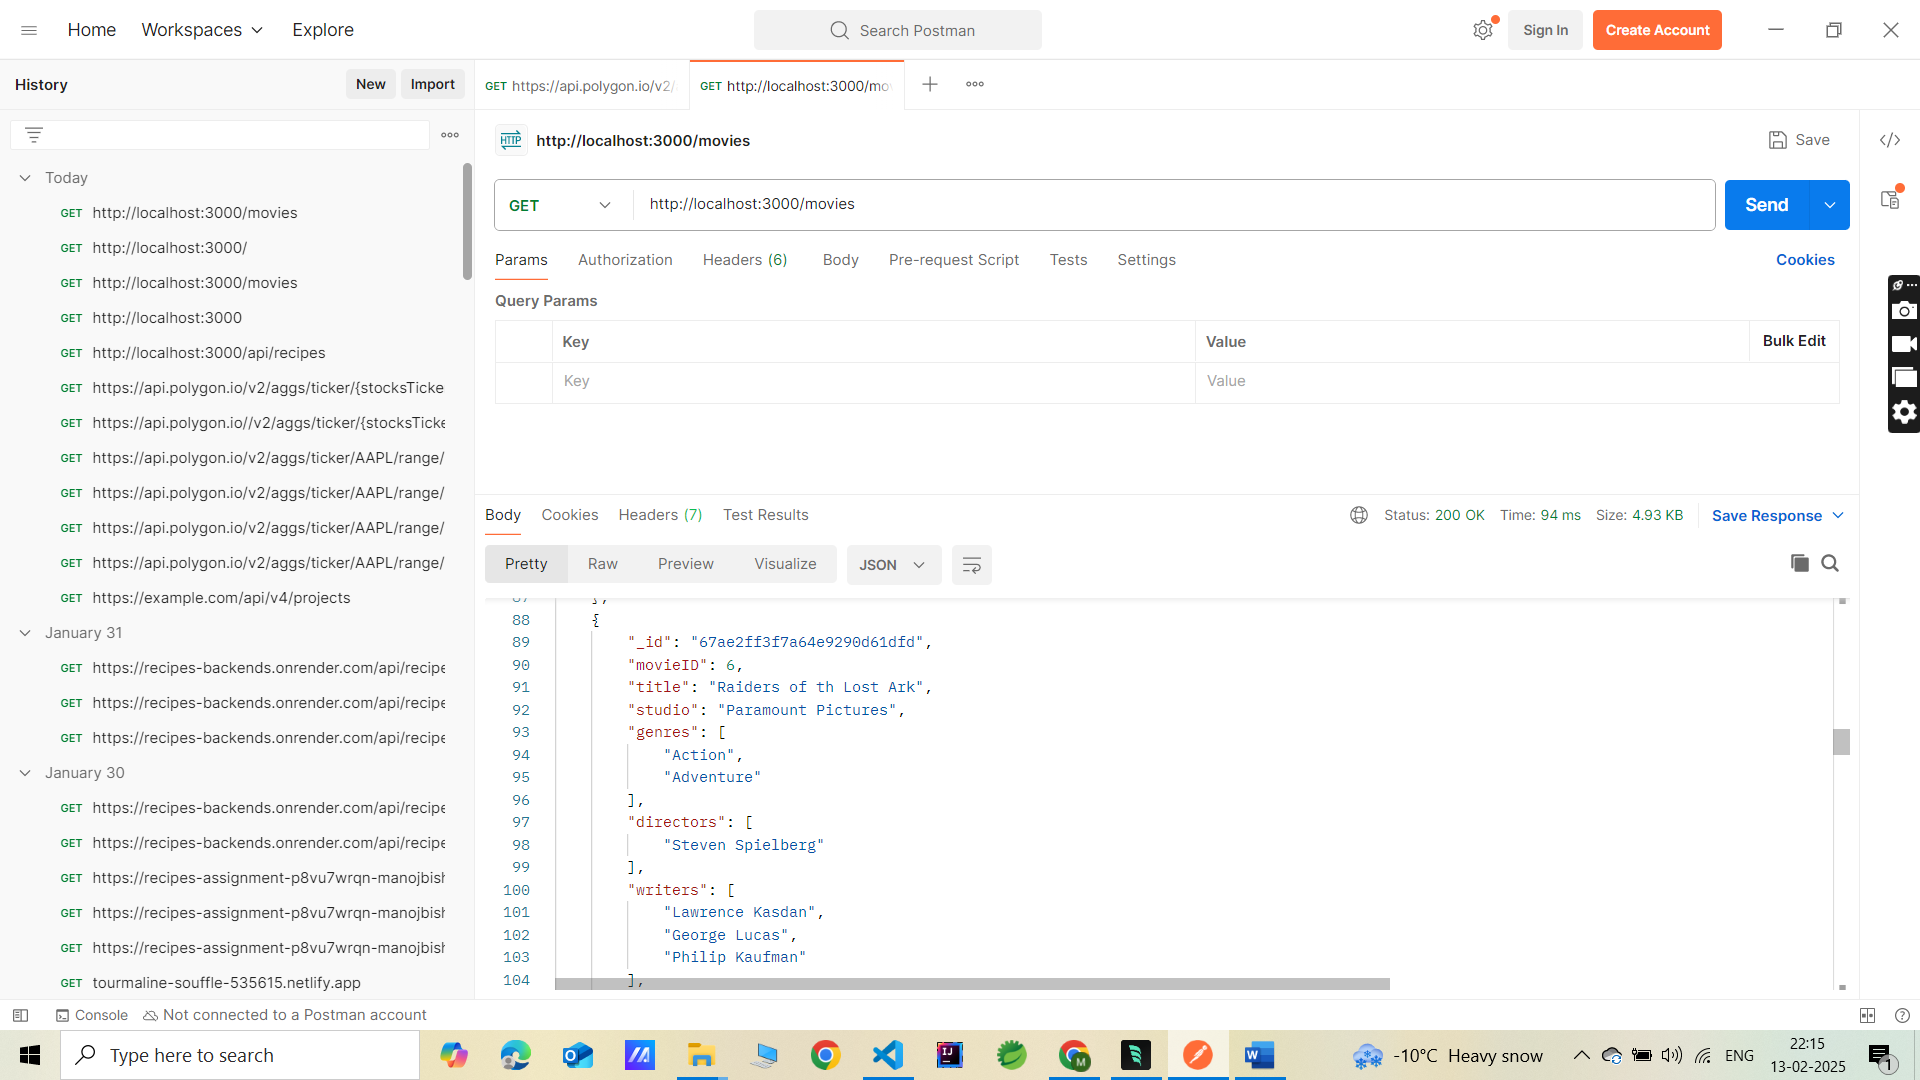 Home
Workspaces
Explore
Search Postman
Sign In
Create Account
History
New
Import
GET https://api.polygon.io/v2/
GET http://localhost:3000/mo
HTTP
http://localhost:3000/movies
Save
GET
http://localhost:3000/movies
Send
Params
Authorization
Headers (6)
Body
Pre-request Script
Tests
Settings
Cookies
Query Params
Key
Value
Bulk Edit
Key
Value
Today
GET http://localhost:3000/movies
GET http://localhost:3000/
GET http://localhost:3000/movies
GET http://localhost:3000
GET http://localhost:3000/api/recipes
GET https://api.polygon.io/v2/aggs/ticker/{stocksTicke
GET https://api.polygon.io//v2/aggs/ticker/{stocksTicke
GET https://api.polygon.io/v2/aggs/ticker/AAPL/range/
GET https://api.polygon.io/v2/aggs/ticker/AAPL/range/
GET https://api.polygon.io/v2/aggs/ticker/AAPL/range/
GET https://api.polygon.io/v2/aggs/ticker/AAPL/range/
GET https://example.com/api/v4/projects
January 31
GET https://recipes-backends.onrender.com/api/recipe
GET https://recipes-backends.onrender.com/api/recipe
GET https://recipes-backends.onrender.com/api/recipe
January 30
GET https://recipes-backends.onrender.com/api/recipe
GET https://recipes-backends.onrender.com/api/recipe
GET https://recipes-assignment-p8vu7wrqn-manojbish
GET https://recipes-assignment-p8vu7wrqn-manojbish
GET https://recipes-assignment-p8vu7wrqn-manojbish
GET tourmaline-souffle-535615.netlify.app
Body
Cookies
Headers (7)
Test Results
Status: 200 OK
Time: 94 ms
Size: 4.93 KB
Save Response
Pretty
Raw
Preview
Visualize
JSON
87 },
88 {
89 "_id": "67ae2ff3f7a64e9290d61dfd",
90 "movieID": 6,
91 "title": "Raiders of th Lost Ark",
92 "studio": "Paramount Pictures",
93 "genres": [
94 "Action",
95 "Adventure"
96 ],
97 "directors": [
98 "Steven Spielberg"
99 ],
100 "writers": [
101 "Lawrence Kasdan",
102 "George Lucas",
103 "Philip Kaufman"
104 ],
Console
Not connected to a Postman account
Type here to search
-10°C Heavy snow
ENG
22:15
13-02-2025
1